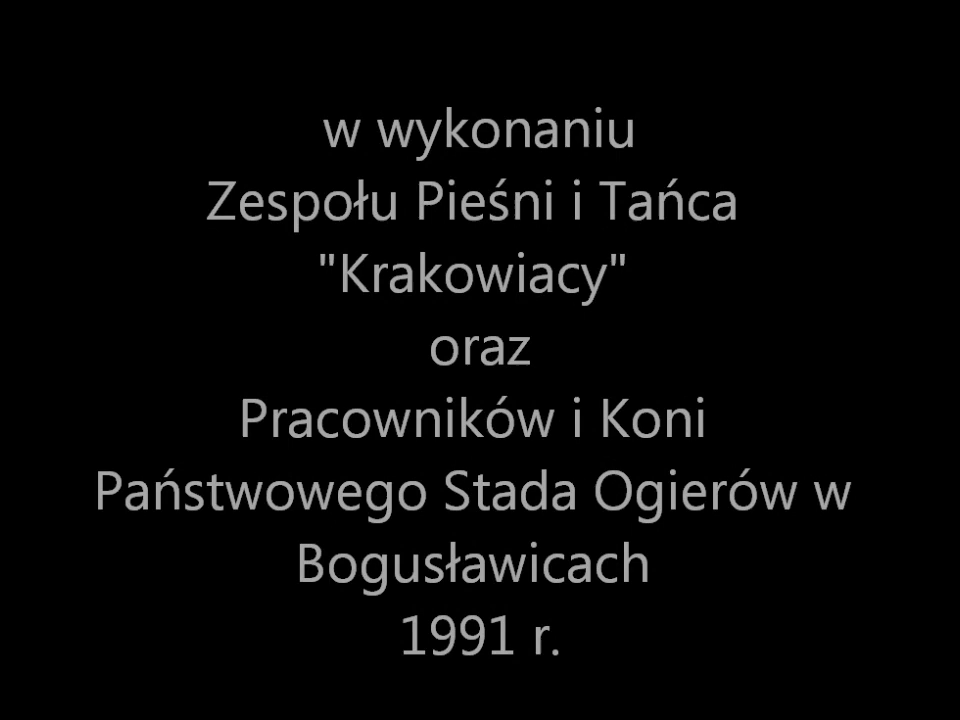 w wykonaniu
Zespołu Pieśni i Tańca
"Krakowiacy"
oraz
Pracowników i Koni
Państwowego Stada Ogierów w
Bogusławicach
1991 r.